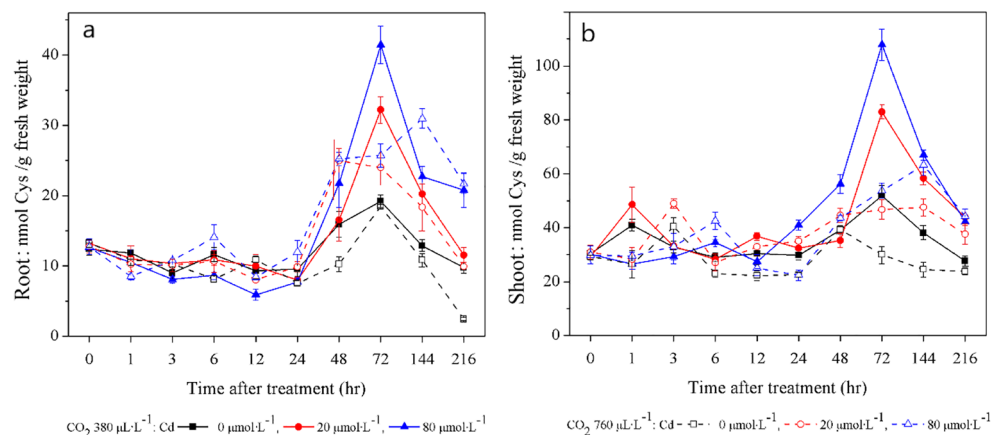 a
Root: nmol Cys /g fresh weight
40
30
20
10
0
0 1 3 6 12 24 48 72 144 216
Time after treatment (hr)
b
Shoot: nmol Cys /g fresh weight
100
80
60
40
20
0
0 1 3 6 12 24 48 72 144 216
Time after treatment (hr)
CO₂ 380 μL·L⁻¹: Cd 0 μmol·L⁻¹, 20 μmol·L⁻¹, 80 μmol·L⁻¹
CO₂ 760 μL·L⁻¹: Cd 0 μmol·L⁻¹, 20 μmol·L⁻¹, 80 μmol·L⁻¹